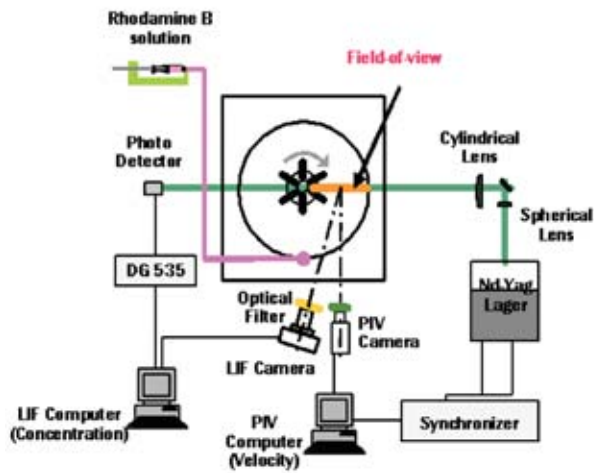 Rhodamine B
solution
Field-of-view
Photo
Detector
Cylindrical
Lens
Spherical
Lens
DG 535
Nd.Yag
Lager
Optical
Filter
PIV
Camera
LIF Camera
LIF Computer
(Concentration)
PIV
Computer
(Velocity)
Synchronizer